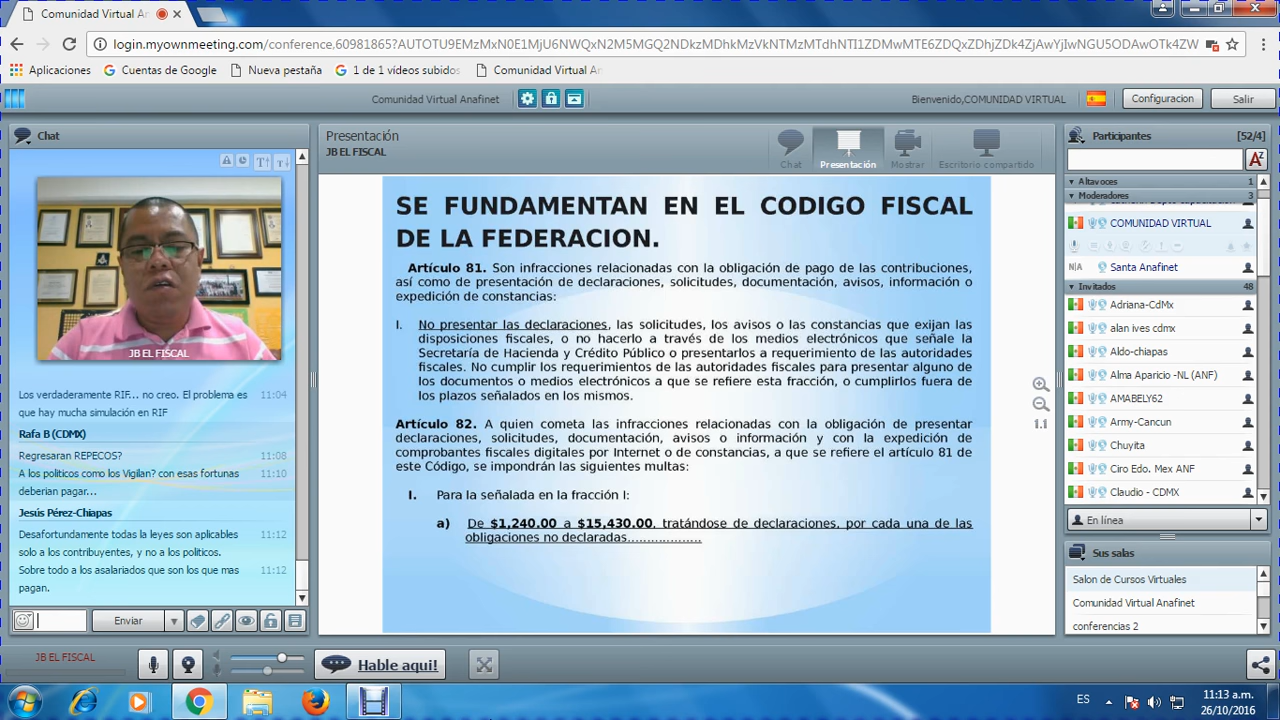 Comunidad Virtual An
login.myownmeeting.com/conference,60981865?
Aplicaciones
Cuentas de Google
Nueva pestaña
1 de 1 vídeos subidos
Comunidad Virtual An
Comunidad Virtual Anafinet
Bienvenido,COMUNIDAD VIRTUAL
Configuracion
Salir
Chat
JB EL FISCAL
Los verdaderamente RIF... no creo. El problema es 11:04
que hay mucha simulación en RIF
Rafa B (CDMX)
Regresaran REPECOS? 11:08
A los politicos como los Vigilan? con esas fortunas 11:10
deberian pagar...
Jesús Pérez-Chiapas
Desafortundamente todas la leyes son aplicables 11:12
solo a los contribuyentes, y no a los politicos.
Sobre todo a los asalariados que son los que mas 11:12
pagan.
Enviar
Presentación
JB EL FISCAL
Chat
Presentación
Mostrar
Escritorio compartido
SE FUNDAMENTAN EN EL CODIGO FISCAL
DE LA FEDERACION.
Artículo 81. Son infracciones relacionadas con la obligación de pago de las contribuciones,
así como de presentación de declaraciones, solicitudes, documentación, avisos, información o
expedición de constancias:
I. No presentar las declaraciones, las solicitudes, los avisos o las constancias que exijan las
disposiciones fiscales, o no hacerlo a través de los medios electrónicos que señale la
Secretaría de Hacienda y Crédito Público o presentarlos a requerimiento de las autoridades
fiscales. No cumplir los requerimientos de las autoridades fiscales para presentar alguno de
los documentos o medios electrónicos a que se refiere esta fracción, o cumplirlos fuera de
los plazos señalados en los mismos.
Artículo 82. A quien cometa las infracciones relacionadas con la obligación de presentar
declaraciones, solicitudes, documentación, avisos o información y con la expedición de
comprobantes fiscales digitales por Internet o de constancias, a que se refiere el artículo 81 de
este Código, se impondrán las siguientes multas:
I. Para la señalada en la fracción I:
a) De $1,240.00 a $15,430.00, tratándose de declaraciones, por cada una de las
obligaciones no declaradas...................
1.1
Participantes [52/4]
Altavoces 1
Moderadores 3
COMUNIDAD VIRTUAL
N/A Santa Anafinet
Invitados 48
Adriana-CdMx
alan ives cdmx
Aldo-chiapas
Alma Aparicio -NL (ANF)
AMABELY62
Army-Cancun
Chuyita
Ciro Edo. Mex ANF
Claudio - CDMX
En línea
Sus salas
Salon de Cursos Virtuales
Comunidad Virtual Anafinet
conferencias 2
JB EL FISCAL
Hable aqui!
ES
11:13 a.m.
26/10/2016